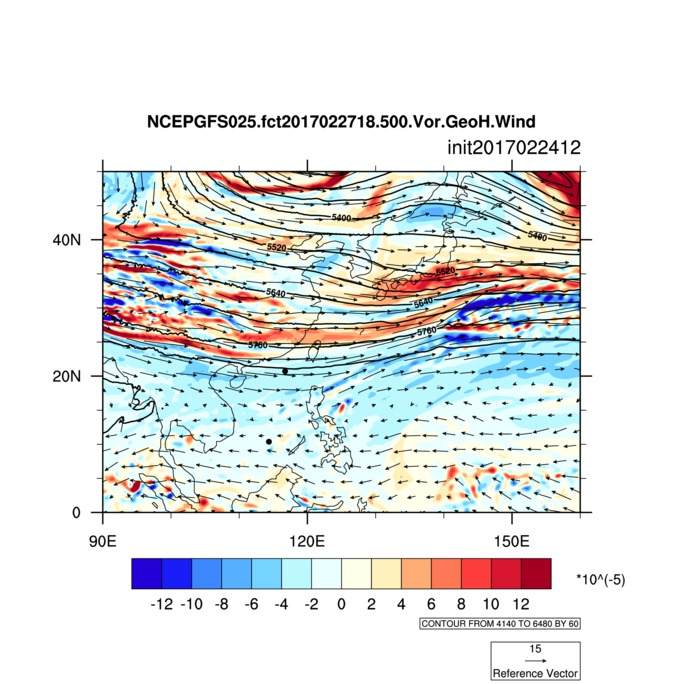 NCEPGFS025.fct2017022718.500.Vor.GeoH.Wind
init2017022412
5400
5400
5520
40N
5520
5640
5640
5760
5760
20N
0
90E 120E 150E
*10^(-5)
-12 -10 -8 -6 -4 -2 0 2 4 6 8 10 12
CONTOUR FROM 4140 TO 6480 BY 60
15
Reference Vector